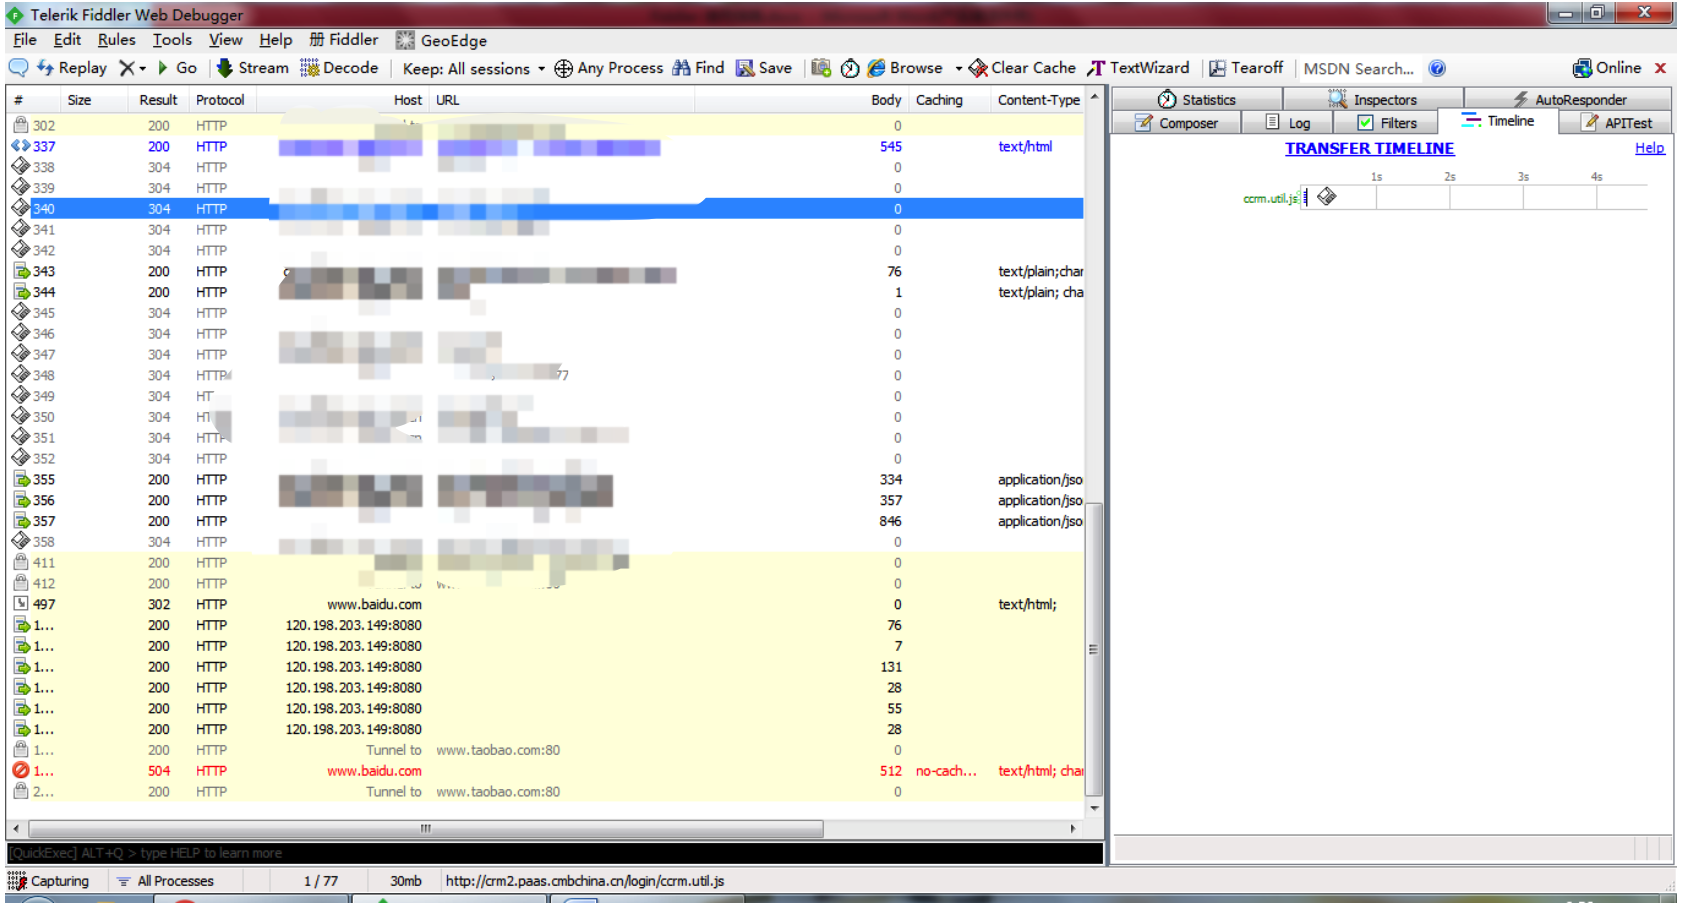 Telerik Fiddler Web Debugger
File Edit Rules Tools View Help 册 Fiddler GeoEdge
Replay Go Stream Decode Keep: All sessions Any Process Find Save Browse Clear Cache TextWizard Tearoff MSDN Search... Online x
# Size Result Protocol Host URL Body Caching Content-Type
Statistics Inspectors AutoResponder
Composer Log Filters Timeline APITest
TRANSFER TIMELINE Help
1s 2s 3s 4s
ccrm.util.js
302 200 HTTP 0
337 200 HTTP 545 text/html
338 304 HTTP 0
339 304 HTTP 0
340 304 HTTP 0
341 304 HTTP 0
342 304 HTTP 0
343 200 HTTP 76 text/plain;char
344 200 HTTP 1 text/plain; cha
345 304 HTTP 0
346 304 HTTP 0
347 304 HTTP 0
348 304 HTTP 77 0
349 304 HT 0
350 304 HT 0
351 304 HTTP 0
352 304 HTTP 0
355 200 HTTP 334 application/jso
356 200 HTTP 357 application/jso
357 200 HTTP 846 application/jso
358 304 HTTP 0
411 200 HTTP 0
412 200 HTTP 0
497 302 HTTP www.baidu.com 0 text/html;
1... 200 HTTP 120.198.203.149:8080 76
1... 200 HTTP 120.198.203.149:8080 7
1... 200 HTTP 120.198.203.149:8080 131
1... 200 HTTP 120.198.203.149:8080 28
1... 200 HTTP 120.198.203.149:8080 55
1... 200 HTTP 120.198.203.149:8080 28
1... 200 HTTP Tunnel to www.taobao.com:80 0
1... 504 HTTP www.baidu.com 512 no-cach... text/html; char
2... 200 HTTP Tunnel to www.taobao.com:80 0
[QuickExec] ALT+Q > type HELP to learn more
Capturing All Processes 1 / 77 30mb http://crm2.paas.cmbchina.cn/login/ccrm.util.js